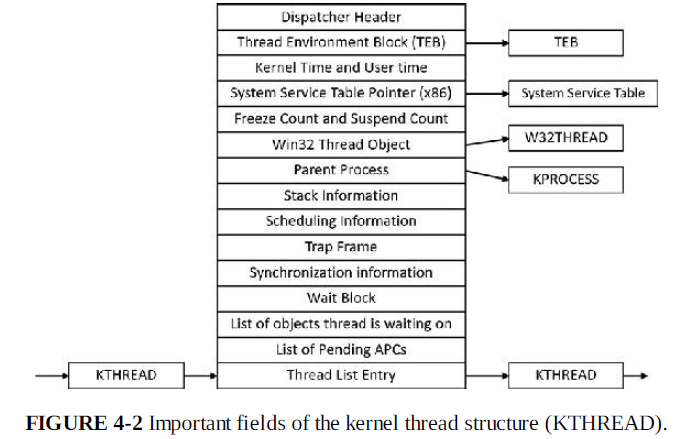 Dispatcher Header
Thread Environment Block (TEB)
TEB
Kernel Time and User time
System Service Table Pointer (x86)
System Service Table
Freeze Count and Suspend Count
Win32 Thread Object
W32THREAD
Parent Process
KPROCESS
Stack Information
Scheduling Information
Trap Frame
Synchronization information
Wait Block
List of objects thread is waiting on
List of Pending APCs
KTHREAD
Thread List Entry
KTHREAD
FIGURE 4-2 Important fields of the kernel thread structure (KTHREAD).